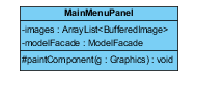 MainMenuPanel
-images : ArrayList<BufferedImage>
-modelFacade : ModelFacade
#paintComponent(g : Graphics) : void